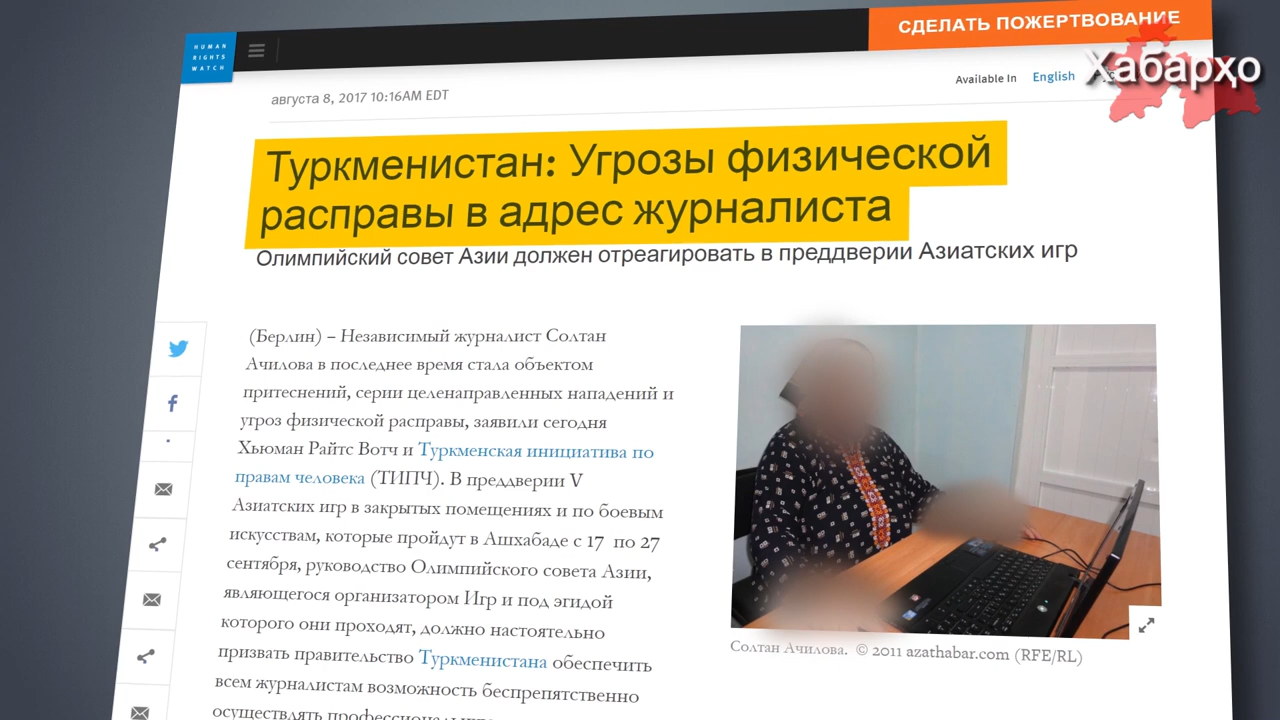 HUMAN
RIGHTS
WATCH
СДЕЛАТЬ ПОЖЕРТВОВАНИЕ
Хабарҳо
Available In English
августа 8, 2017 10:16AM EDT
Туркменистан: Угрозы физической
расправы в адрес журналиста
Олимпийский совет Азии должен отреагировать в преддверии Азиатских игр
(Берлин) – Независимый журналист Солтан
Ачилова в последнее время стала объектом
притеснений, серии целенаправленных нападений и
угроз физической расправы, заявили сегодня
Хьюман Райтс Вотч и Туркменская инициатива по
правам человека (ТИПЧ). В преддверии V
Азиатских игр в закрытых помещениях и по боевым
искусствам, которые пройдут в Ашхабаде с 17 по 27
сентября, руководство Олимпийского совета Азии,
являющегося организатором Игр и под эгидой
которого они проходят, должно настоятельно
призвать правительство Туркменистана обеспечить
всем журналистам возможность беспрепятственно
осуществлять
Солтан Ачилова. © 2011 azathabar.com (RFE/RL)